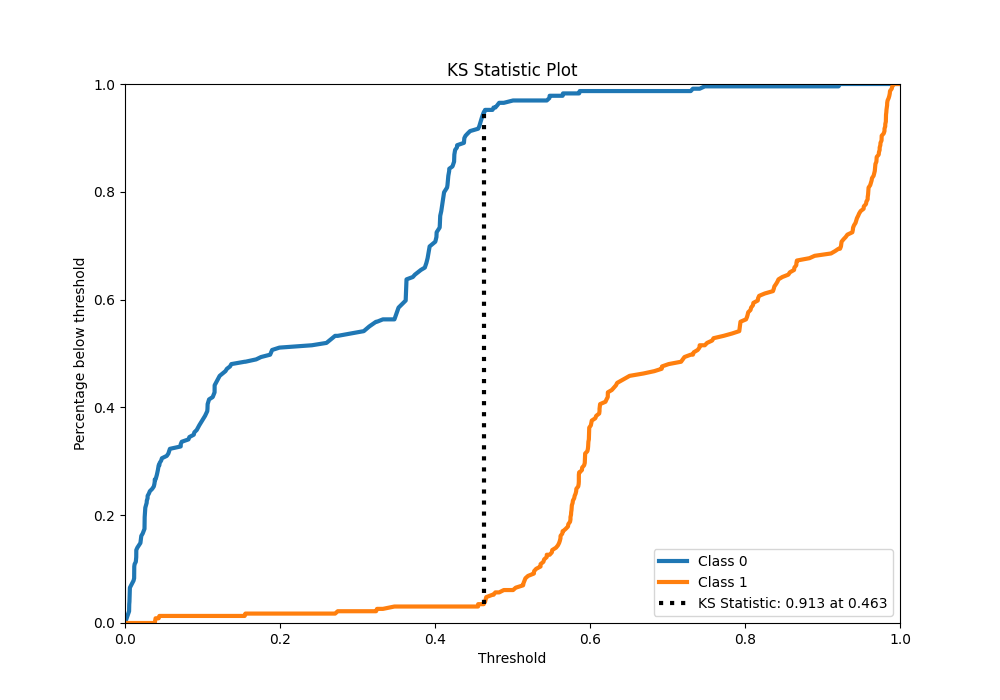 KS Statistic Plot
1.0
0.8
0.6
0.4
0.2
0.0
Percentage below threshold
0.0 0.2 0.4 0.6 0.8 1.0
Threshold
Class 0
Class 1
KS Statistic: 0.913 at 0.463